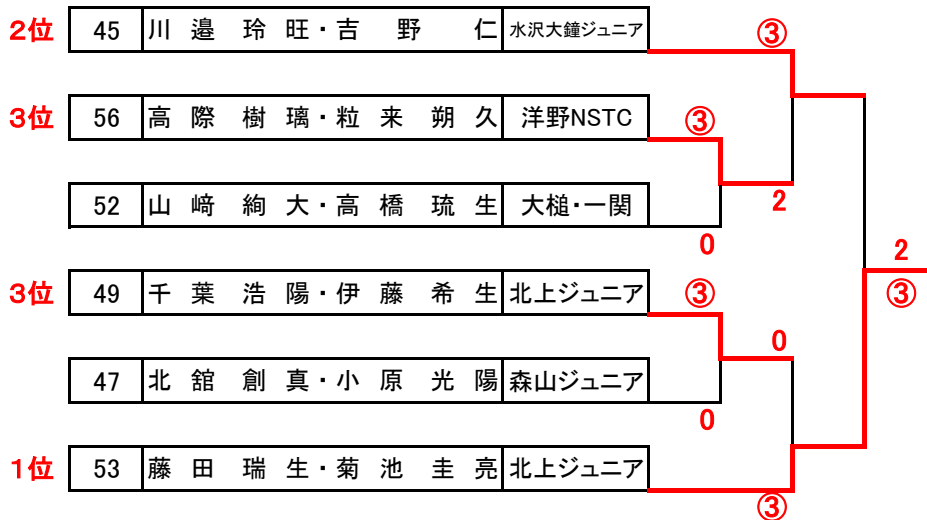 2位 45 川邉 玲旺・吉野 仁 水沢大鐘ジュニア ③
3位 56 高際 樹璃・粒来 朔久 洋野NSTC ③
2
52 山﨑 絢大・高橋 琉生 大槌・一関
0
2
3位 49 千葉 浩陽・伊藤 希生 北上ジュニア ③
③
0
47 北舘 創真・小原 光陽 森山ジュニア
0
1位 53 藤田 瑞生・菊池 圭亮 北上ジュニア
③